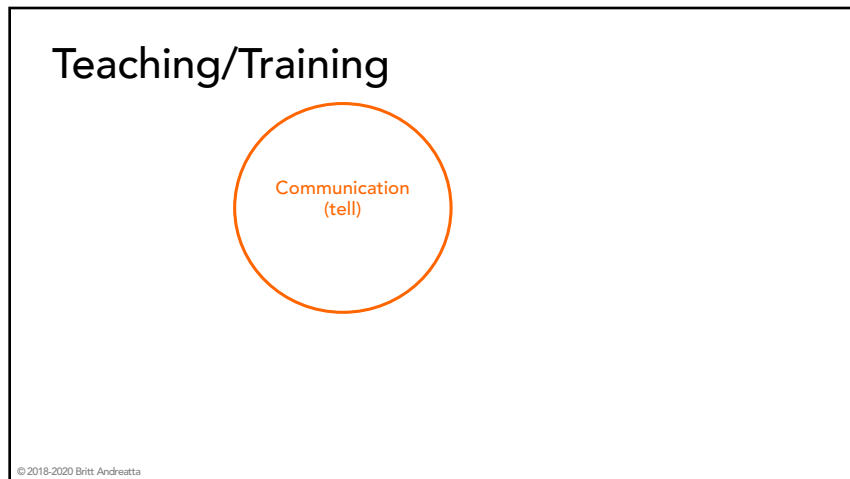 Teaching/Training
Communication
(tell)
© 2018-2020 Britt Andreatta